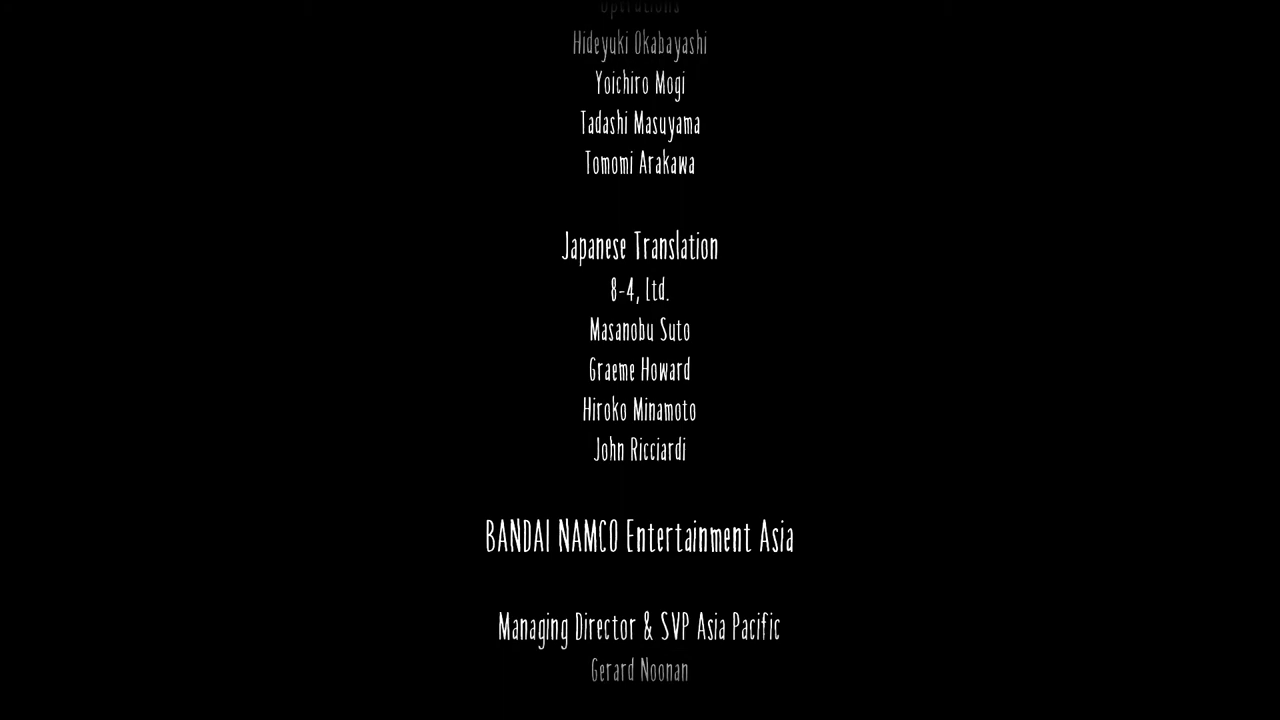 Operations
Hideyuki Okabayashi
Yoichiro Mogi
Tadashi Masuyama
Tomomi Arakawa
Japanese Translation
8-4, Ltd.
Masanobu Suto
Graeme Howard
Hiroko Minamoto
John Ricciardi
BANDAI NAMCO Entertainment Asia
Managing Director & SVP Asia Pacific
Gerard Noonan